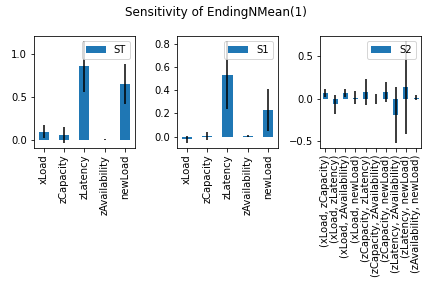 Sensitivity of EndingNMean(1)
ST
1.0
0.5
0.0
xLoad
zCapacity
zLatency
zAvailability
newLoad
S1
0.8
0.6
0.4
0.2
0.0
xLoad
zCapacity
zLatency
zAvailability
newLoad
S2
0.5
0.0
−0.5
(xLoad, zCapacity)
(xLoad, zLatency)
(xLoad, zAvailability)
(xLoad, newLoad)
(zCapacity, zLatency)
(zCapacity, zAvailability)
(zCapacity, newLoad)
(zLatency, zAvailability)
(zLatency, newLoad)
(zAvailability, newLoad)